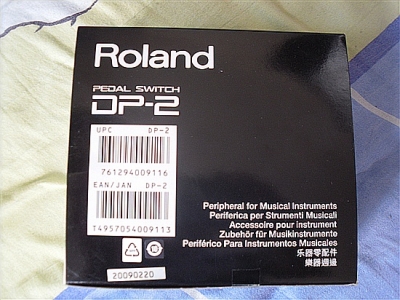 Roland
PEDAL SWITCH
DP-2
UPC DP-2
761294009116
EAN/JAN DP-2
T4957054009113
20090220
Peripheral for Musical Instruments
Periferica per Strumenti Musicali
Accessoire pour instrument
Zubehör für Musikinstrumente
Periférico Para Instrumentos Musicales
乐器零配件
樂器週邊